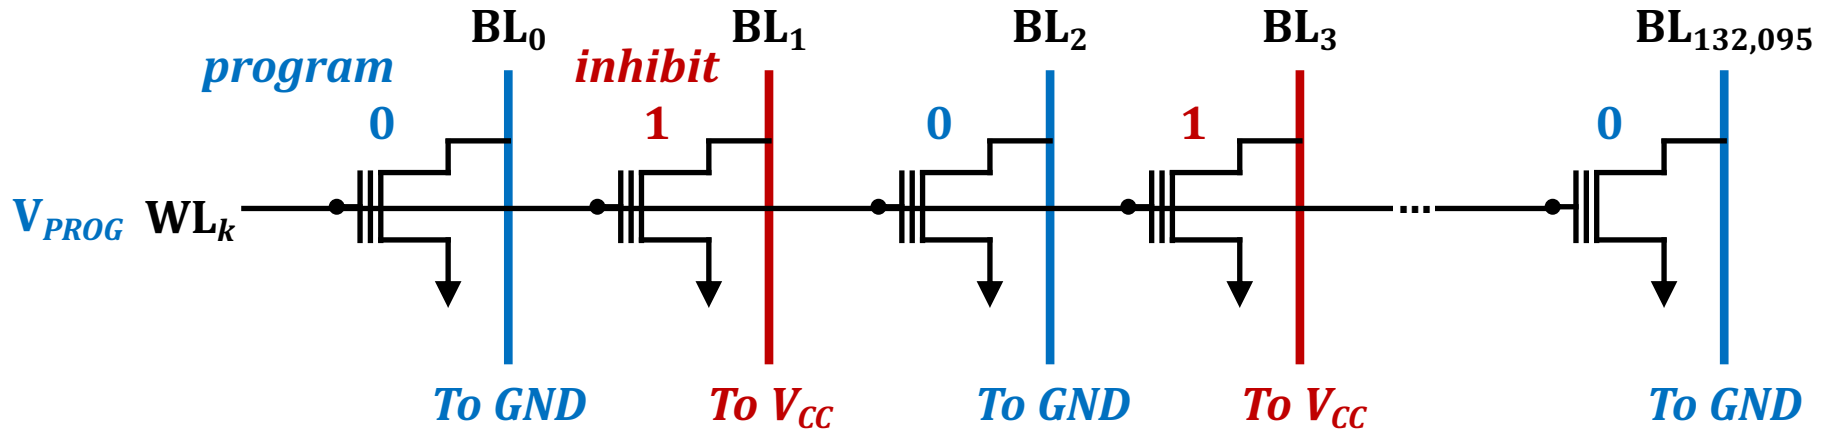 BL0 BL1 BL2 BL3 BL132,095
program inhibit
0 1 0 1 0
VPROG WLk ...
To GND To VCC To GND To VCC To GND